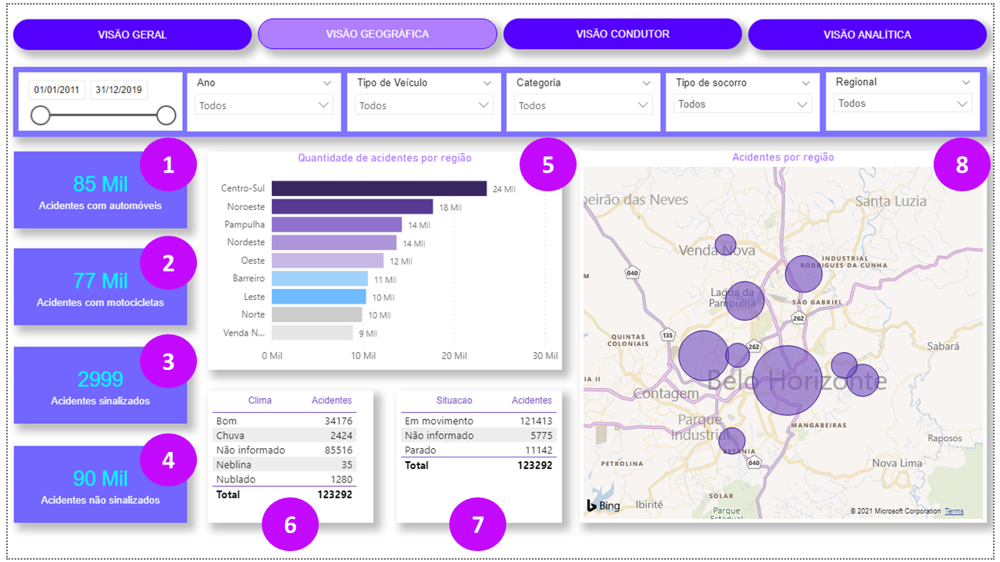 VISÃO GERAL
VISÃO GEOGRÀFICA
VISÃO CONDUTOR
VISÃO ANALÍTICA
01/01/2011 31/12/2019
Ano
Todos
Tipo de Veículo
Todos
Categoria
Todos
Tipo de socorro
Todos
Regional
Todos
1
85 Mil
Acidentes com automóveis
2
77 Mil
Acidentes com motocicletas
3
2999
Acidentes sinalizados
4
90 Mil
Acidentes não sinalizados
Quantidade de acidentes por região
5
Centro-Sul 24 Mil
Noroeste 18 Mil
Pampulha 14 Mil
Nordeste 14 Mil
Oeste 12 Mil
Barreiro 11 Mil
Leste 10 Mil
Norte 10 Mil
Venda N... 9 Mil
0 Mil 10 Mil 20 Mil 30 Mil
Clima Acidentes
Bom 34176
Chuva 2424
Não informado 85516
Neblina 35
Nublado 1280
Total 123292
6
Situacao Acidentes
Em movimento 121413
Não informado 5775
Parado 11142
Total 123292
7
Acidentes por região
8
beirão das Neves
Santa Luzia
Venda Nova
INDUSTRIAL
RODRIGUES DA CUNHA
040
Lagoa da
Pampulha
SÃO GABRIEL
262
135
QUINTAS
COLONIAIS
262
Sabará
IA II
Belo Horizonte
Contagem
Parque
Industrial
MANGABEIRAS
Raposos
BETÂNIA
040
PETROLINA
Nova Lima
SOLAR
Ibirité
Parque
Estadual
Bing
© 2021 Microsoft Corporation Terms